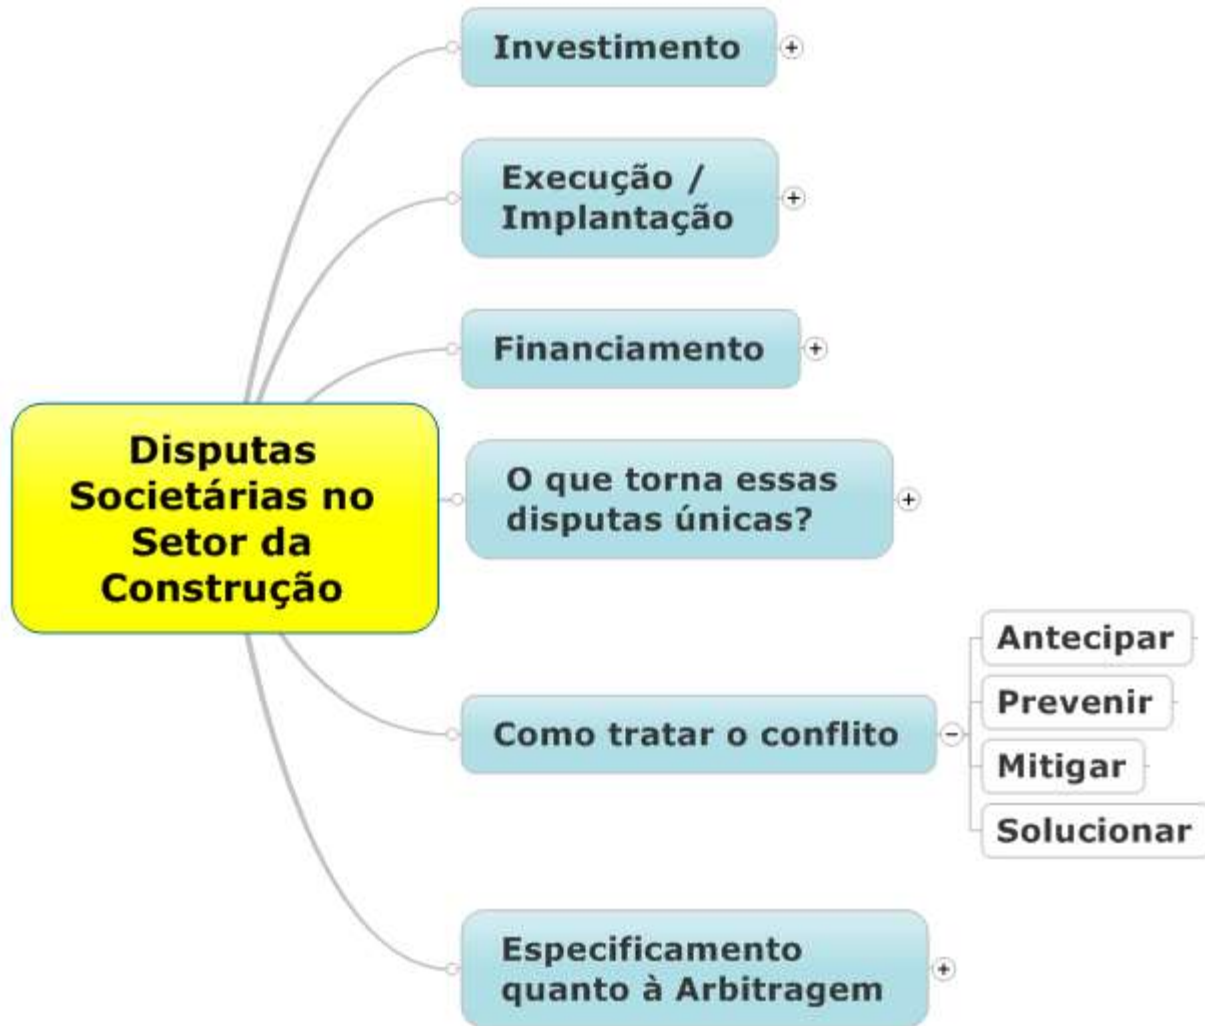 Investimento
Execução /
Implantação
Financiamento
Disputas
Societárias no
Setor da
Construção
O que torna essas
disputas únicas?
Como tratar o conflito
Antecipar
Prevenir
Mitigar
Solucionar
Especificamento
quanto à Arbitragem